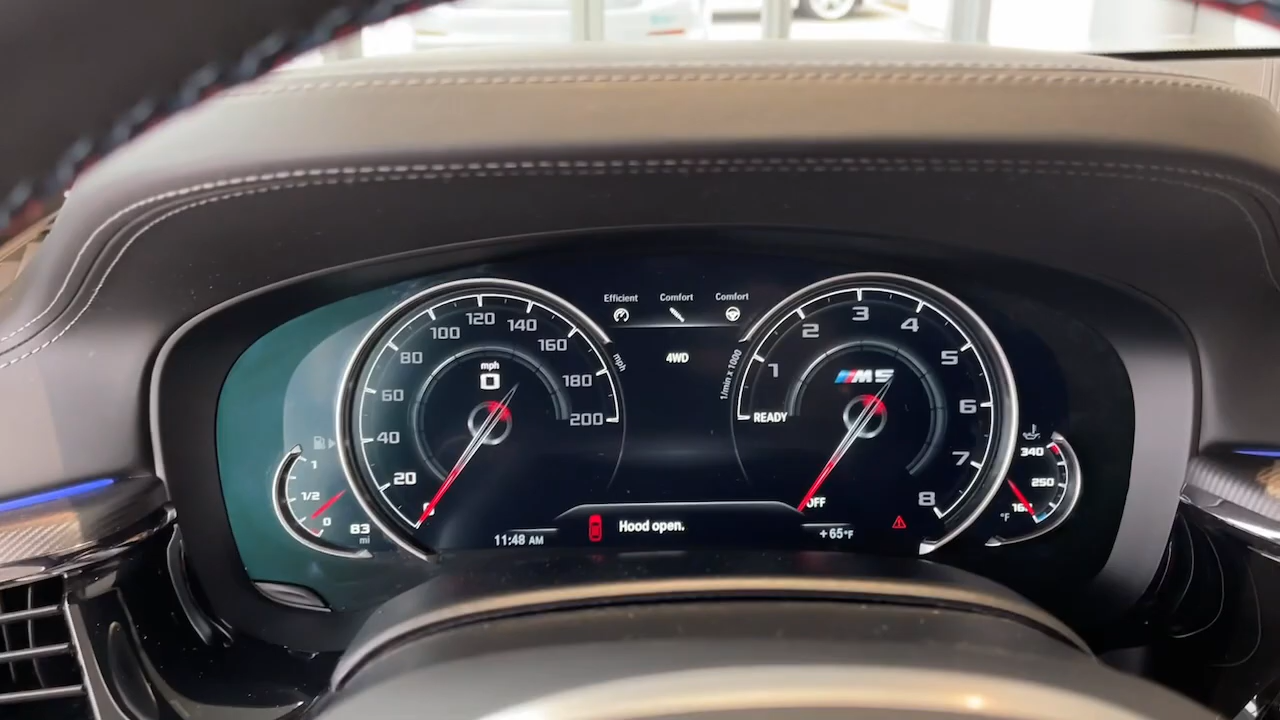 Efficient Comfort Comfort
4WD
mph
0
20
40
60
80
100
120
140
160
180
200
mph
1/min x 1000
OFF
READY
1
2
3
4
5
6
7
8
M5
1
1/2
0
83
mi
340
250
°F
11:48 AM
Hood open.
+65°F